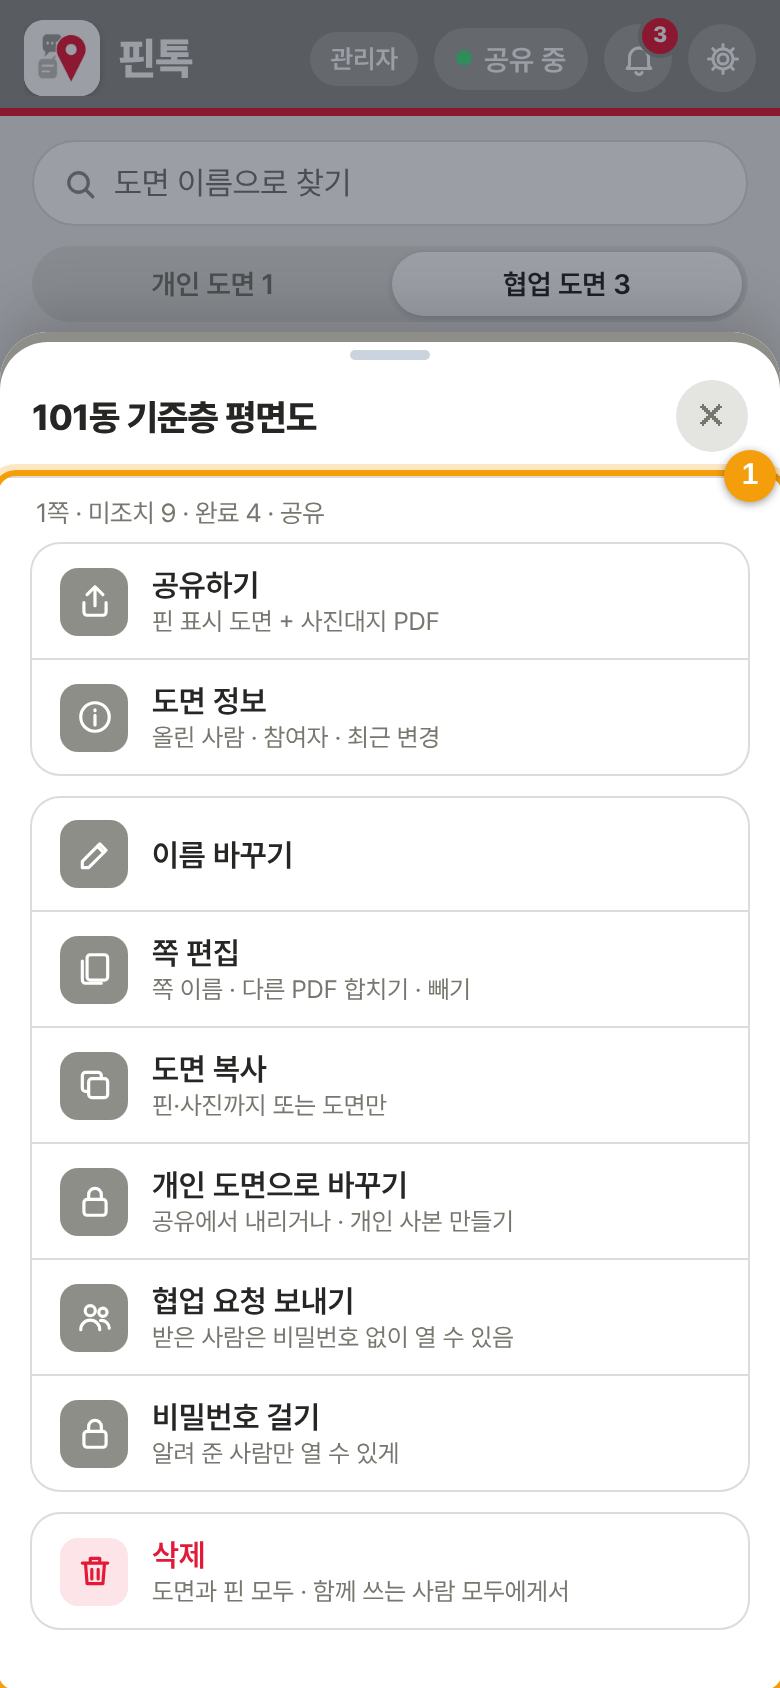 핀톡
관리자
공유 중
3
도면 이름으로 찾기
개인 도면 1
협업 도면 3
101동 기준층 평면도
1
1쪽 · 미조치 9 · 완료 4 · 공유
공유하기
핀 표시 도면 + 사진대지 PDF
도면 정보
올린 사람 · 참여자 · 최근 변경
이름 바꾸기
쪽 편집
쪽 이름 · 다른 PDF 합치기 · 빼기
도면 복사
핀·사진까지 또는 도면만
개인 도면으로 바꾸기
공유에서 내리거나 · 개인 사본 만들기
협업 요청 보내기
받은 사람은 비밀번호 없이 열 수 있음
비밀번호 걸기
알려 준 사람만 열 수 있게
삭제
도면과 핀 모두 · 함께 쓰는 사람 모두에게서